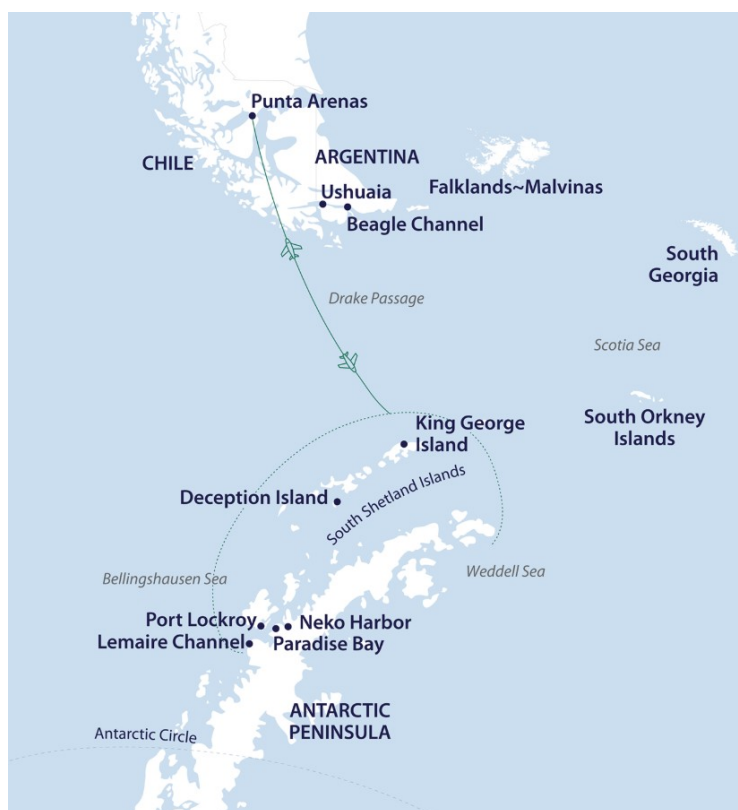 Punta Arenas
CHILE
ARGENTINA
Falklands~Malvinas
Ushuaia
Beagle Channel
South
Georgia
Drake Passage
Scotia Sea
King George
Island
South Orkney
Islands
Deception Island
South Shetland Islands
Bellingshausen Sea
Weddell Sea
Port Lockroy
Neko Harbor
Lemaire Channel
Paradise Bay
ANTARCTIC
PENINSULA
Antarctic Circle